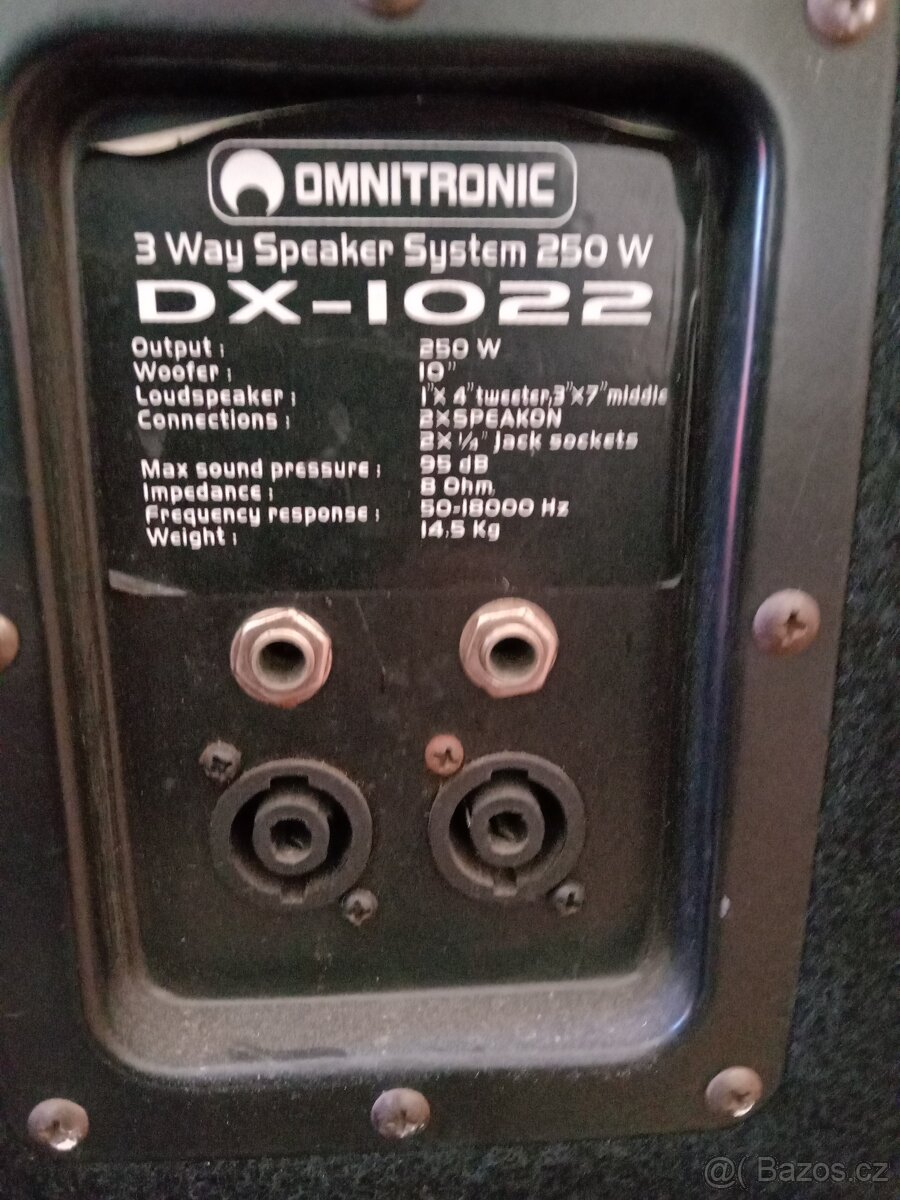 OMNITRONIC
3 Way Speaker System 250 W
DX-1022
Output : 250 W
Woofer : 10"
Loudspeaker : 1"X 4" tweeter,3"X7" middle
Connections : 2XSPEAKON
2X 1/4" jack sockets
Max sound pressure : 95 dB
Impedance : 8 Ohm
Frequency response : 50-18000 Hz
Weight : 14,5 Kg
@( Bazos.cz